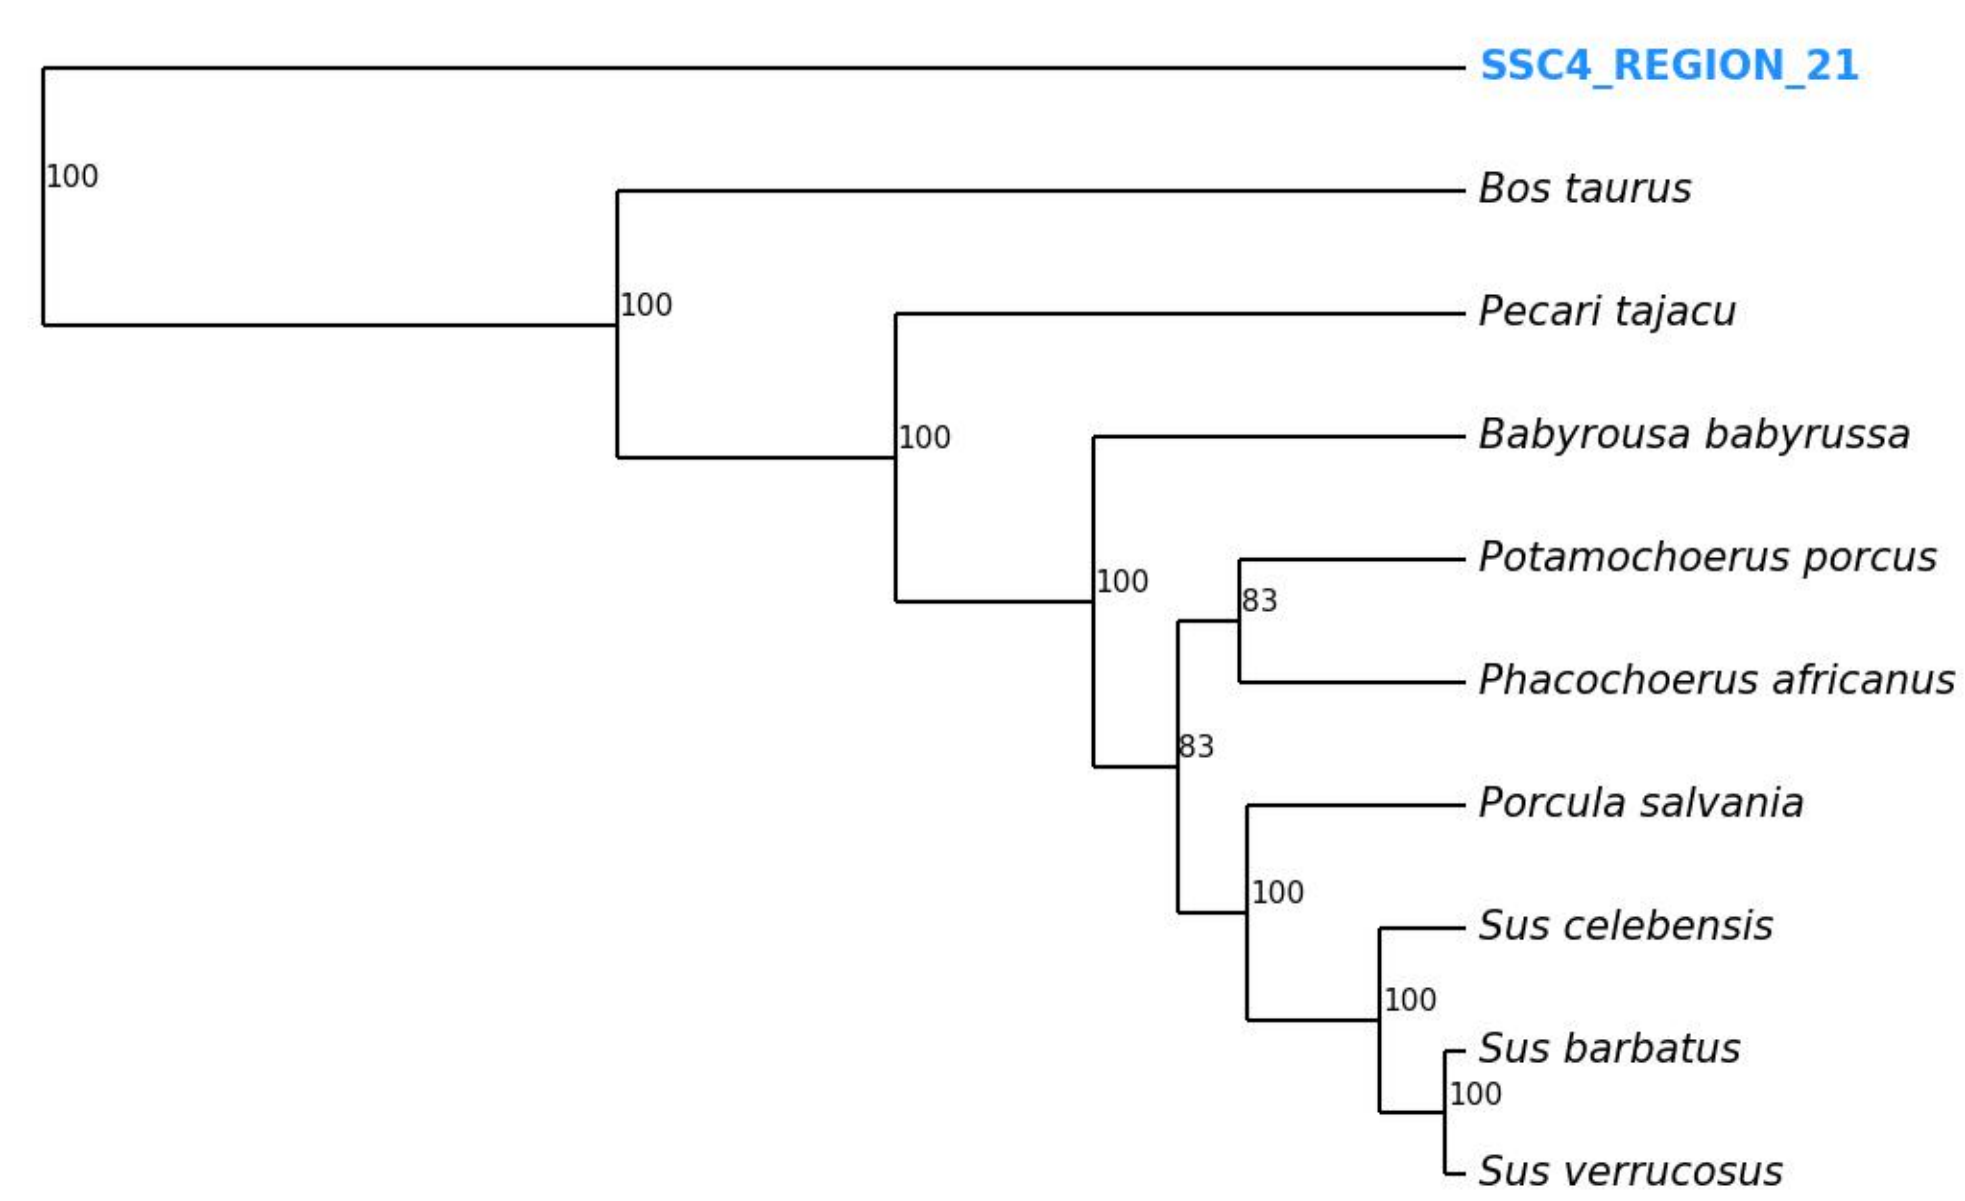 SSC4_REGION_21
100
Bos taurus
100
Pecari tajacu
100
Babyrousa babyrussa
100
Potamochoerus porcus
83
Phacochoerus africanus
83
Porcula salvania
100
Sus celebensis
100
Sus barbatus
100
Sus verrucosus